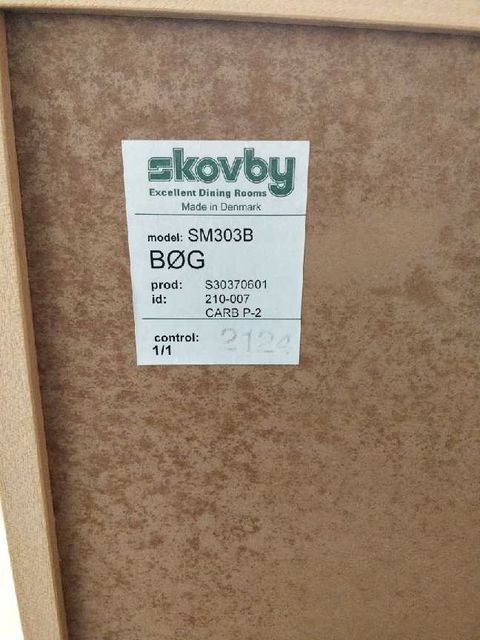 skovby
Excellent Dining Rooms
Made in Denmark
model: SM303B
BØG
prod: S30370601
id: 210-007
CARB P-2
control: 2124
1/1